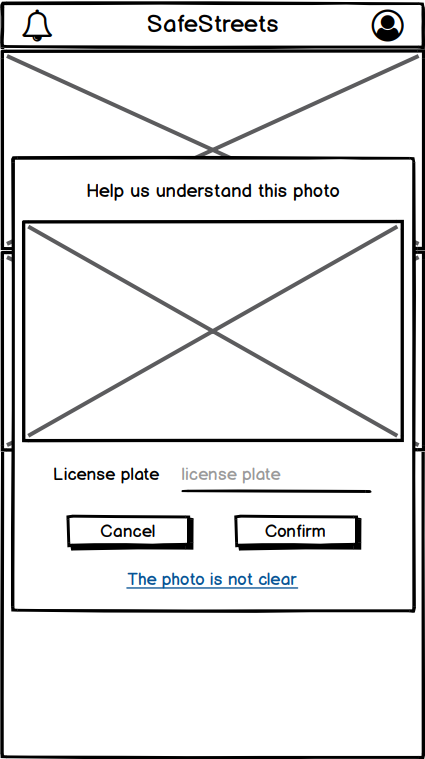 SafeStreets
Help us understand this photo
License plate license plate
Cancel Confirm
The photo is not clear